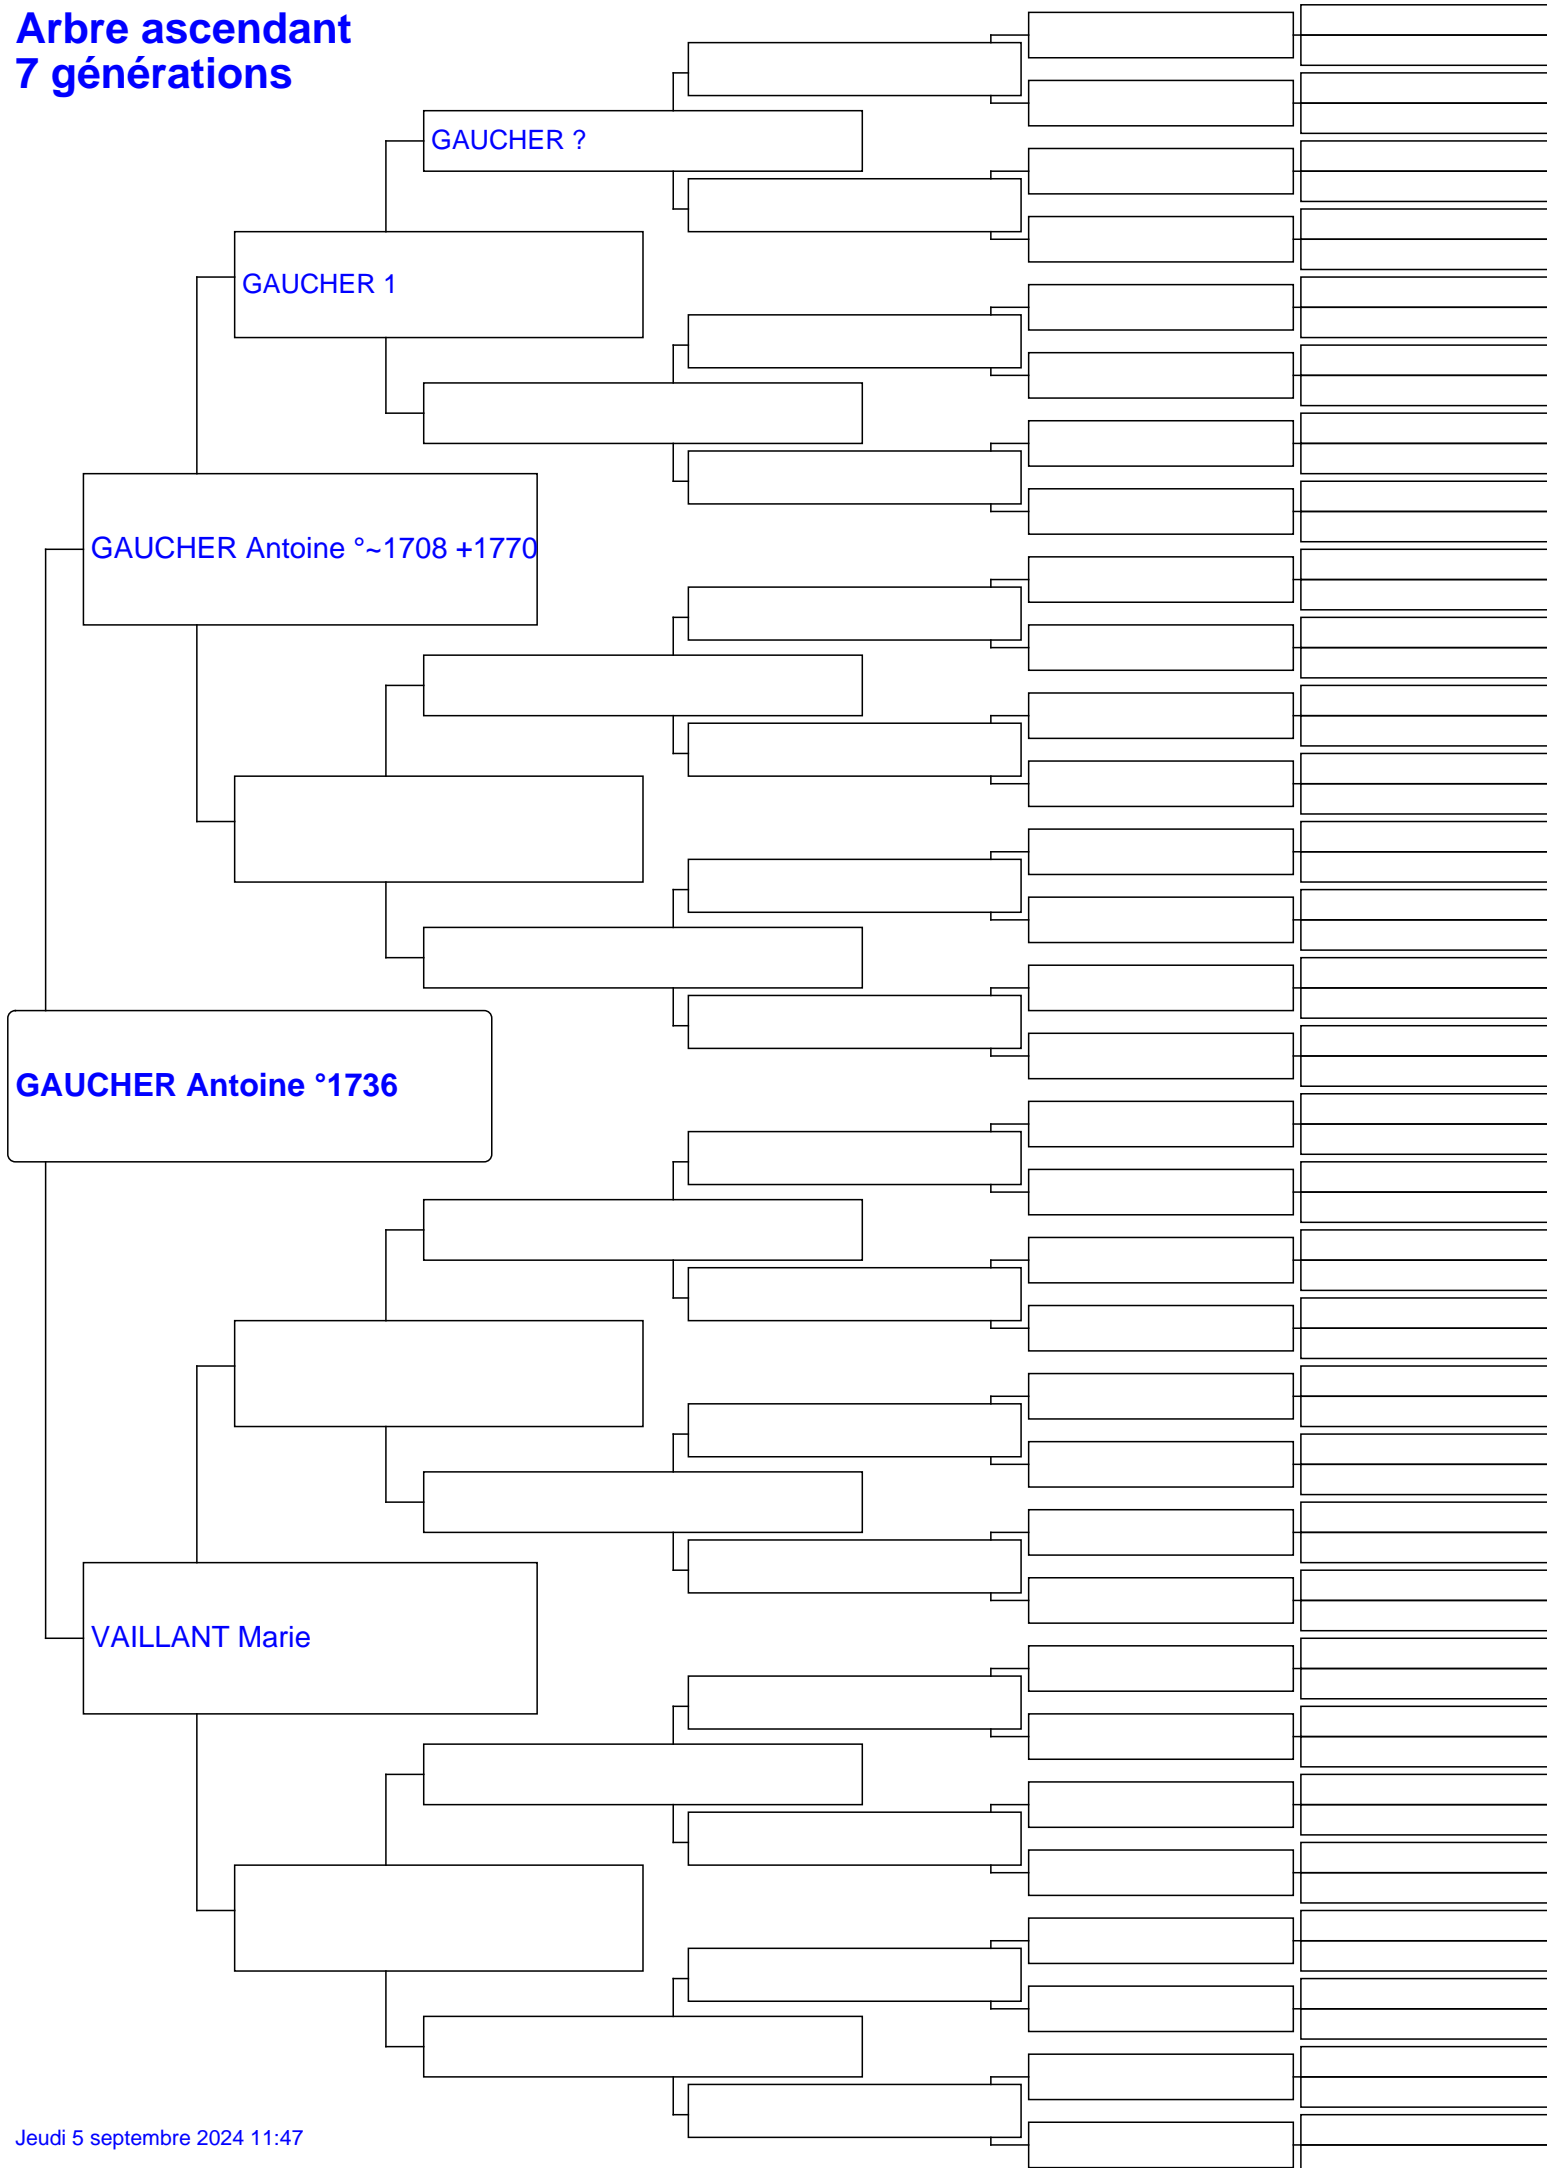 Arbre ascendant
7 générations
GAUCHER ?
GAUCHER 1
GAUCHER Antoine °~1708 +1770
GAUCHER Antoine °1736
VAILLANT Marie
Jeudi 5 septembre 2024 11:47